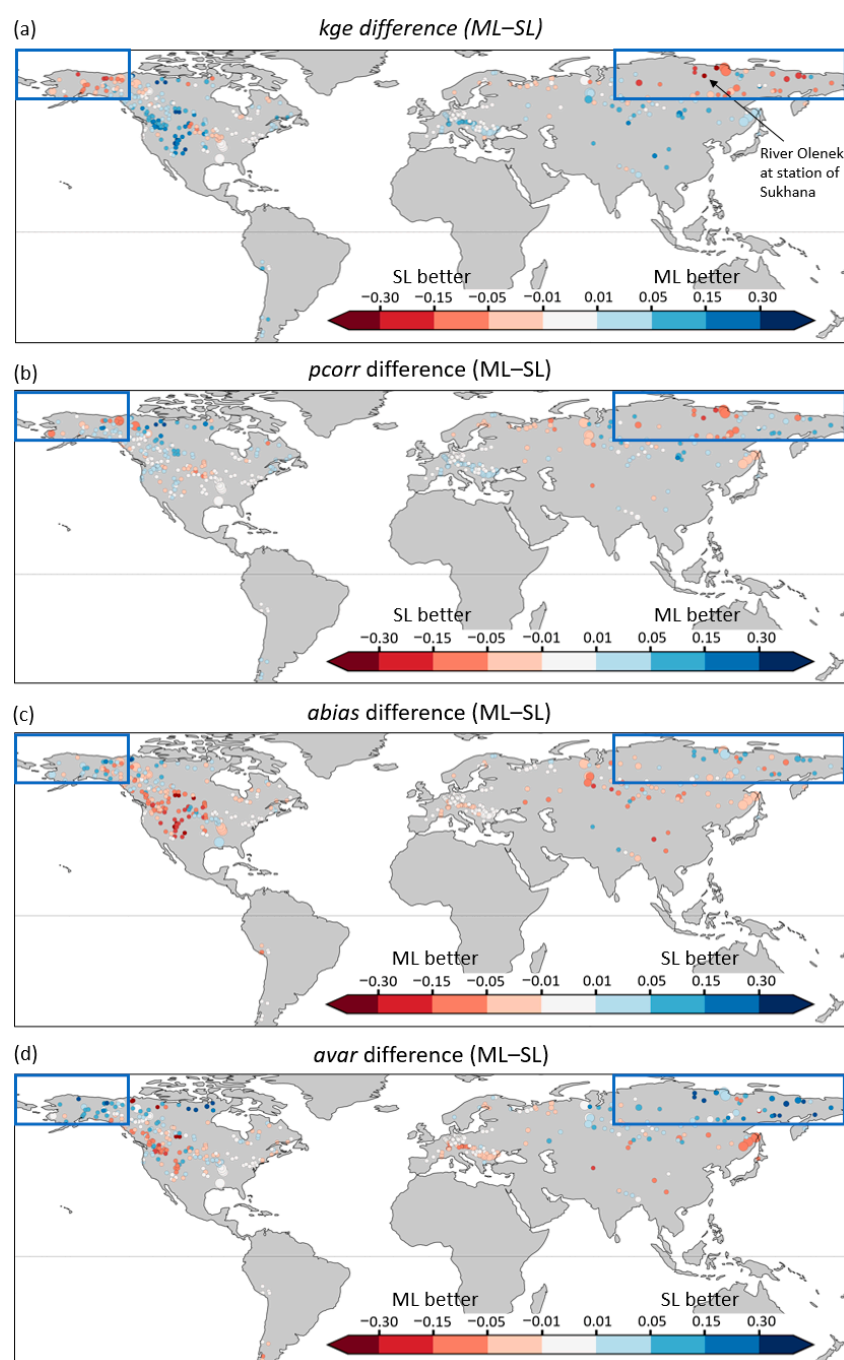 (a)
kge difference (ML–SL)
River Olenek
at station of
Sukhana
SL better
ML better
−0.30 −0.15 −0.05 −0.01 0.01 0.05 0.15 0.30
(b)
pcorr difference (ML–SL)
SL better
ML better
−0.30 −0.15 −0.05 −0.01 0.01 0.05 0.15 0.30
(c)
abias difference (ML–SL)
ML better
SL better
−0.30 −0.15 −0.05 −0.01 0.01 0.05 0.15 0.30
(d)
avar difference (ML–SL)
ML better
SL better
−0.30 −0.15 −0.05 −0.01 0.01 0.05 0.15 0.30